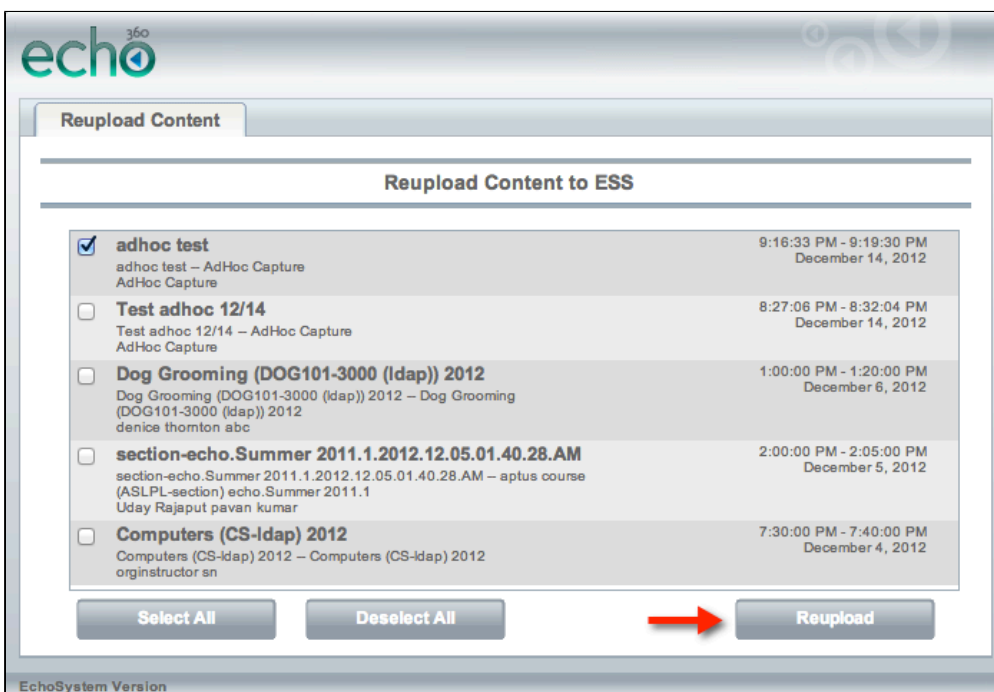 echo360
Reupload Content
Reupload Content to ESS
adhoc test
adhoc test – AdHoc Capture
AdHoc Capture
9:16:33 PM - 9:19:30 PM
December 14, 2012
Test adhoc 12/14
Test adhoc 12/14 – AdHoc Capture
AdHoc Capture
8:27:06 PM - 8:32:04 PM
December 14, 2012
Dog Grooming (DOG101-3000 (ldap)) 2012
Dog Grooming (DOG101-3000 (ldap)) 2012 – Dog Grooming
(DOG101-3000 (ldap)) 2012
denice thornton abc
1:00:00 PM - 1:20:00 PM
December 6, 2012
section-echo.Summer 2011.1.2012.12.05.01.40.28.AM
section-echo.Summer 2011.1.2012.12.05.01.40.28.AM – aptus course
(ASLPL-section) echo.Summer 2011.1
Uday Rajaput pavan kumar
2:00:00 PM - 2:05:00 PM
December 5, 2012
Computers (CS-ldap) 2012
Computers (CS-ldap) 2012 – Computers (CS-ldap) 2012
orginstructor sn
7:30:00 PM - 7:40:00 PM
December 4, 2012
Select All
Deselect All
Reupload
EchoSystem Version